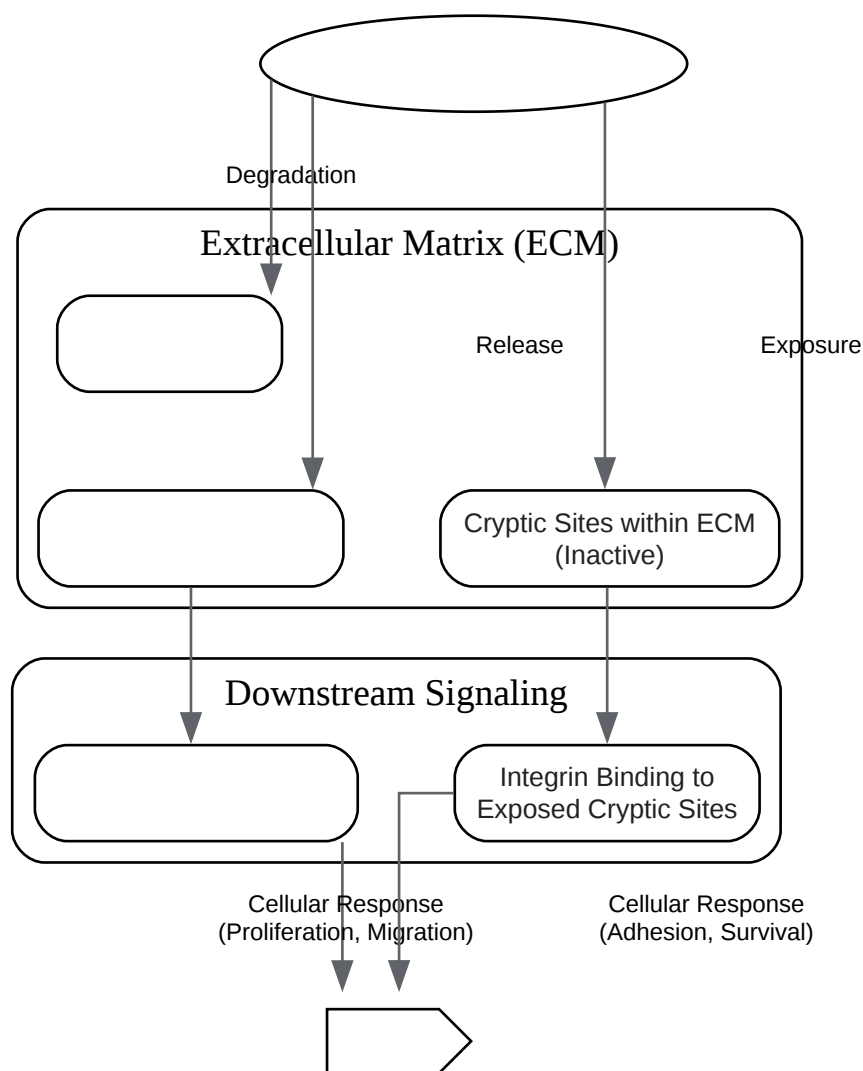 Degradation
Extracellular Matrix (ECM)
Release
Exposure
Cryptic Sites within ECM
(Inactive)
Downstream Signaling
Integrin Binding to
Exposed Cryptic Sites
Cellular Response
(Proliferation, Migration)
Cellular Response
(Adhesion, Survival)